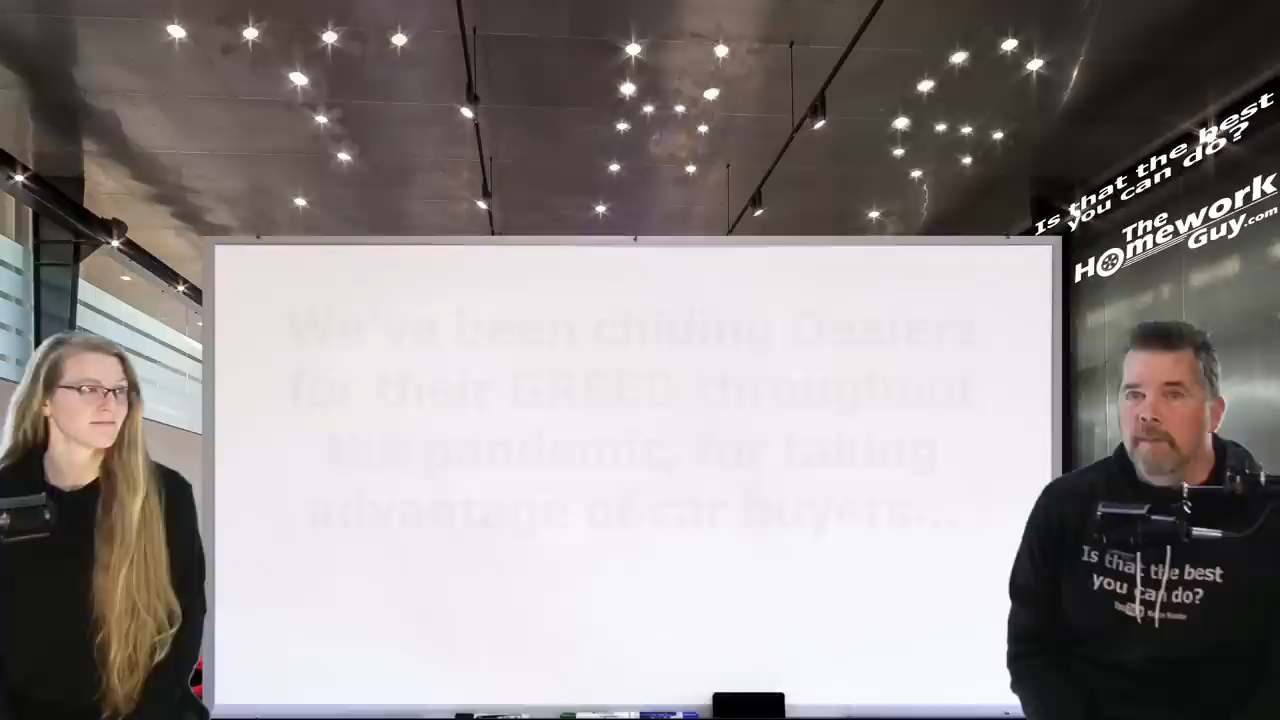 Is that the best
you can do?
The
Homework
Guy.com
We've been chiding Dealers
for their GREED throughout
the pandemic, for taking
advantage of car buyers...
Is that the best
you can do?